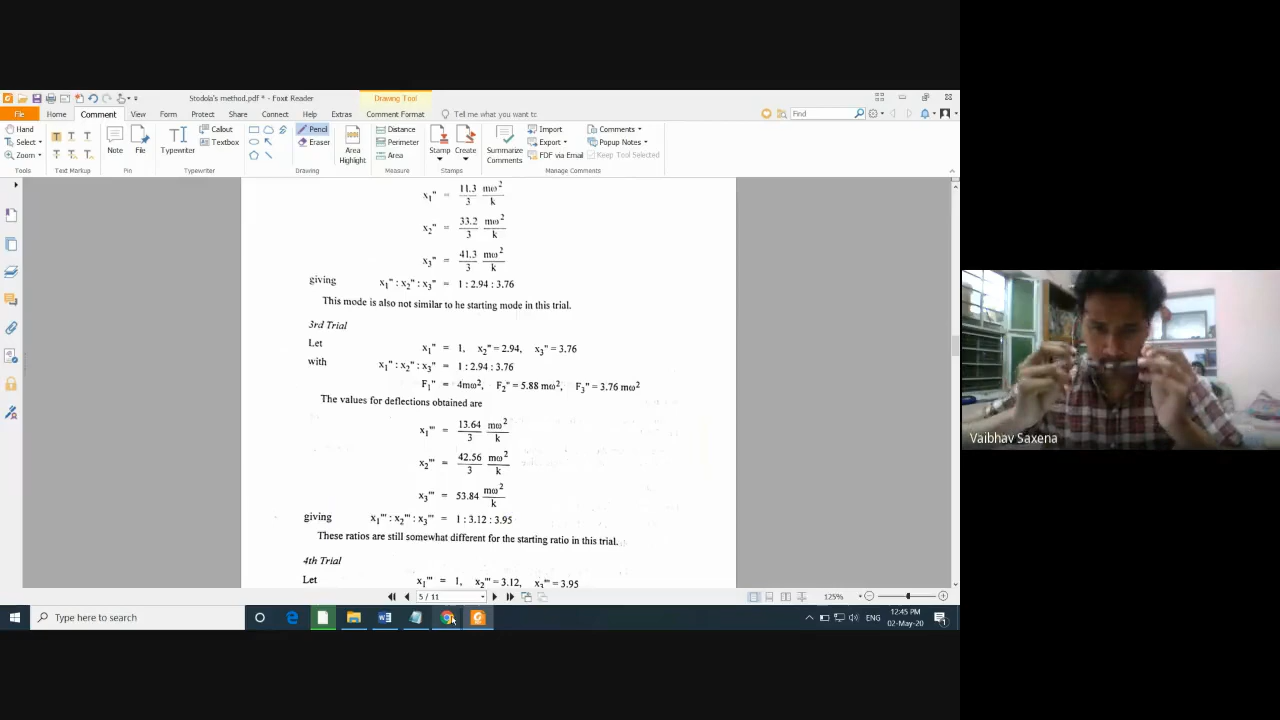 Stodola's method.pdf * - Foxit Reader
Drawing Tool
File Home Comment View Form Protect Share Connect Help Extras Comment Format Tell me what you want tc Find
Hand
Select
Zoom
Tools
Text Markup
Note
File
Pin
Typewriter
Callout
Textbox
Typewriter
Pencil
Eraser
Drawing
Area Highlight
Distance
Perimeter
Area
Measure
Stamp
Create
Stamps
Summarize Comments
Import
Export
FDF via Email
Comments
Popup Notes
Keep Tool Selected
Manage Comments
x₁" = 11.3/3 mω²/k
x₂" = 33.2/3 mω²/k
x₃" = 41.3/3 mω²/k
giving x₁" : x₂" : x₃" = 1 : 2.94 : 3.76
This mode is also not similar to he starting mode in this trial.
3rd Trial
Let x₁" = 1, x₂" = 2.94, x₃" = 3.76
with x₁" : x₂" : x₃" = 1 : 2.94 : 3.76
F₁" = 4mω², F₂" = 5.88 mω², F₃" = 3.76 mω²
The values for deflections obtained are
x₁''' = 13.64/3 mω²/k
x₂''' = 42.56/3 mω²/k
x₃''' = 53.84 mω²/k
giving x₁''' : x₂''' : x₃''' = 1 : 3.12 : 3.95
These ratios are still somewhat different for the starting ratio in this trial.
4th Trial
Let x₁''' = 1, x₂''' = 3.12, x₃''' = 3.95
5 / 11
125%
Type here to search
ENG
12:45 PM
02-May-20
Vaibhav Saxena